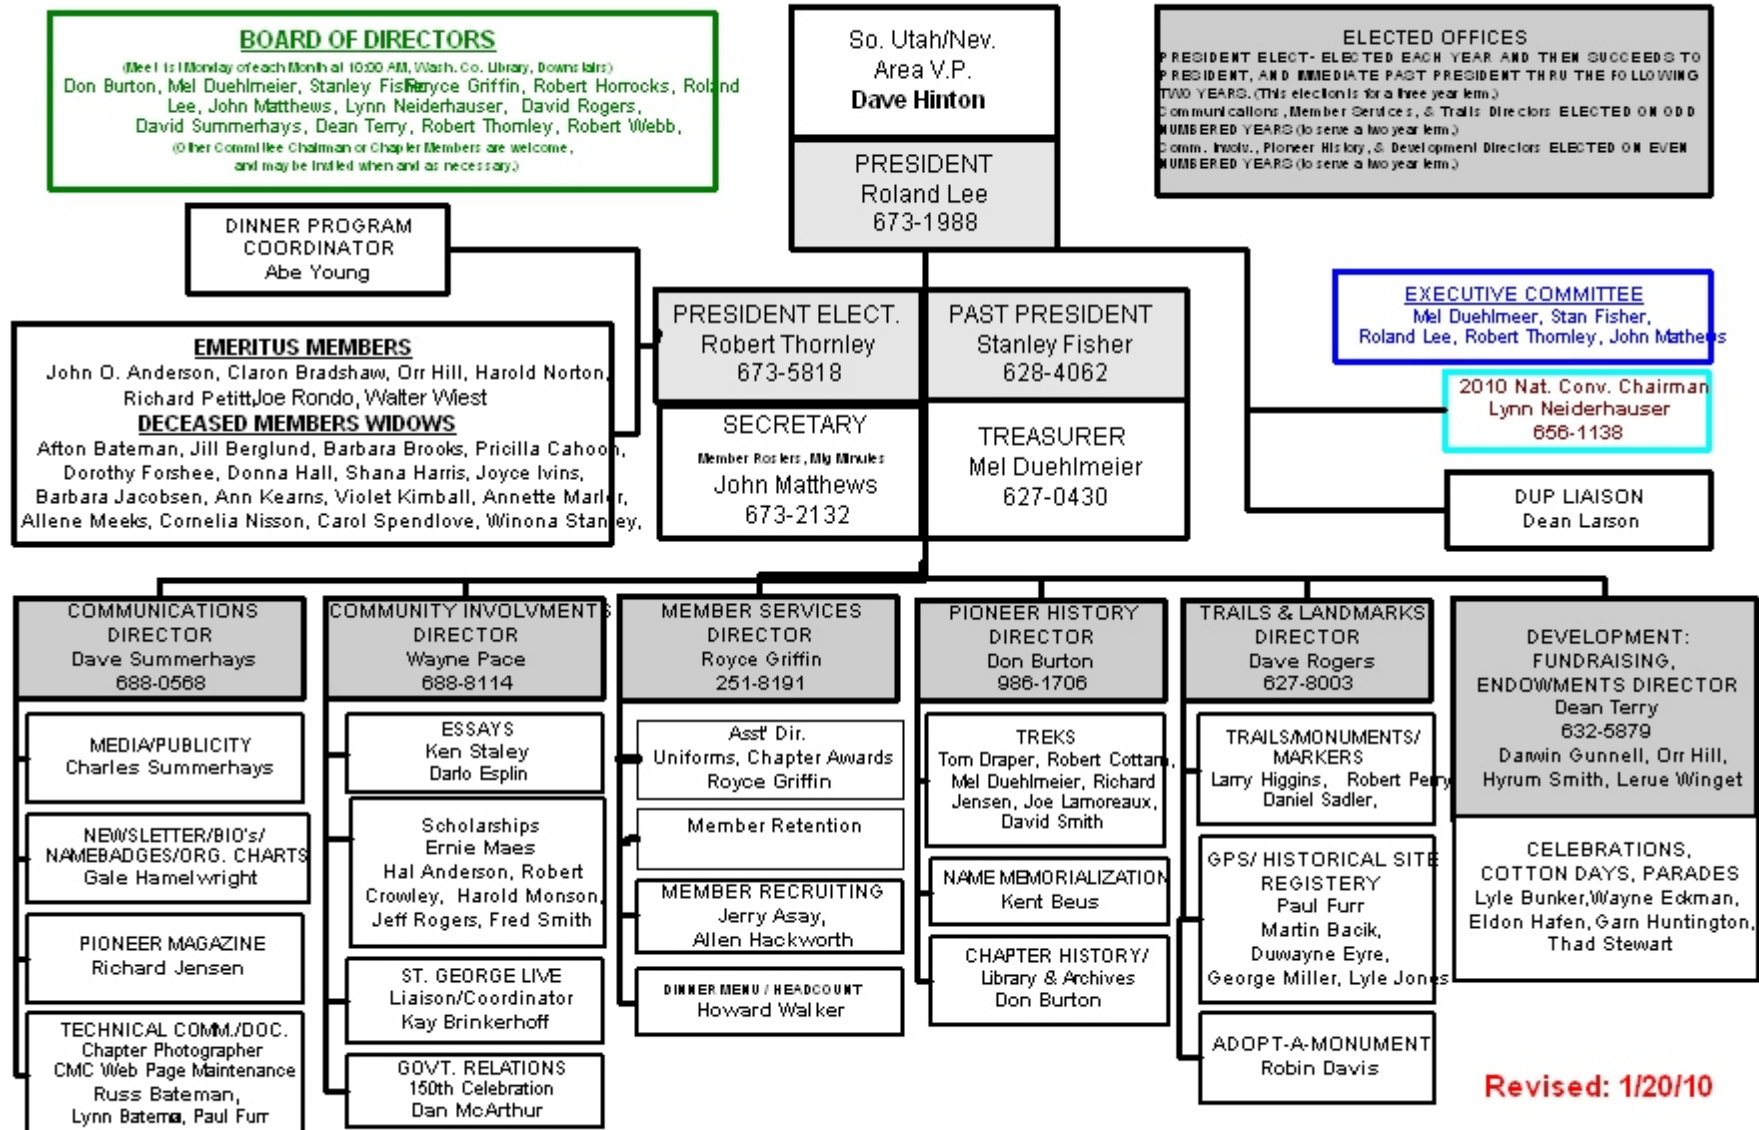 BOARD OF DIRECTORS
(Meet 1st Monday of each Month at 10:00 AM, Wash. Co. Library, Downstairs)
Don Burton, Mel Duehlmeier, Stanley Fisher Royce Griffin, Robert Horrocks, Roland
Lee, John Matthews, Lynn Neiderhauser, David Rogers,
David Summerhays, Dean Terry, Robert Thornley, Robert Webb,
(Other Committee Chairman or Chapter Members are welcome,
and may be invited when and as necessary.)
So. Utah/Nev.
Area V.P.
Dave Hinton
PRESIDENT
Roland Lee
673-1988
ELECTED OFFICES
PRESIDENT ELECT- ELECTED EACH YEAR AND THEN SUCCEEDS TO
PRESIDENT, AND IMMEDIATE PAST PRESIDENT THRU THE FOLLOWING
TWO YEARS. (This election is for a three year term.)
Communications, Member Services, & Trails Directors ELECTED ON ODD
NUMBERED YEARS (to serve a two year term.)
Comm. Involv., Pioneer History, & Development Directors ELECTED ON EVEN
NUMBERED YEARS (to serve a two year term.)
DINNER PROGRAM
COORDINATOR
Abe Young
EMERITUS MEMBERS
John O. Anderson, Claron Bradshaw, Orr Hill, Harold Norton,
Richard Petitt,Joe Rondo, Walter Wiest
DECEASED MEMBERS WIDOWS
Afton Bateman, Jill Berglund, Barbara Brooks, Pricilla Cahoon,
Dorothy Forshee, Donna Hall, Shana Harris, Joyce Ivins,
Barbara Jacobsen, Ann Kearns, Violet Kimball, Annette Marler,
Allene Meeks, Cornelia Nisson, Carol Spendlove, Winona Stanley,
PRESIDENT ELECT.
Robert Thornley
673-5818
PAST PRESIDENT
Stanley Fisher
628-4062
SECRETARY
Member Rosters, Mtg Minutes
John Matthews
673-2132
TREASURER
Mel Duehlmeier
627-0430
EXECUTIVE COMMITTEE
Mel Duehlmeer, Stan Fisher,
Roland Lee, Robert Thornley, John Mathews
2010 Nat. Conv. Chairman
Lynn Neiderhauser
656-1138
DUP LIAISON
Dean Larson
COMMUNICATIONS
DIRECTOR
Dave Summerhays
688-0568
MEDIA/PUBLICITY
Charles Summerhays
NEWSLETTER/BIO's/
NAMEBADGES/ORG. CHARTS
Gale Hamelwright
PIONEER MAGAZINE
Richard Jensen
TECHNICAL COMM./DOC.
Chapter Photographer
CMC Web Page Maintenance
Russ Bateman,
Lynn Batema, Paul Furr
COMMUNITY INVOLVMENTS
DIRECTOR
Wayne Pace
688-8114
ESSAYS
Ken Staley
Darlo Esplin
Scholarships
Ernie Maes
Hal Anderson, Robert
Crowley, Harold Monson,
Jeff Rogers, Fred Smith
ST. GEORGE LIVE
Liaison/Coordinator
Kay Brinkerhoff
GOVT. RELATIONS
150th Celebration
Dan McArthur
MEMBER SERVICES
DIRECTOR
Royce Griffin
251-8191
Asst' Dir.
Uniforms, Chapter Awards
Royce Griffin
Member Retention
MEMBER RECRUITING
Jerry Asay,
Allen Hackworth
DINNER MENU / HEADCOUNT
Howard Walker
PIONEER HISTORY
DIRECTOR
Don Burton
986-1706
TREKS
Tom Draper, Robert Cottam,
Mel Duehlmeier, Richard
Jensen, Joe Lamoreaux,
David Smith
NAME MEMORIALIZATION
Kent Beus
CHAPTER HISTORY/
Library & Archives
Don Burton
TRAILS & LANDMARKS
DIRECTOR
Dave Rogers
627-8003
TRAILS/MONUMENTS/
MARKERS
Larry Higgins, Robert Perry
Daniel Sadler,
GPS/ HISTORICAL SITE
REGISTERY
Paul Furr
Martin Bacik,
Duwayne Eyre,
George Miller, Lyle Jones
ADOPT-A-MONUMENT
Robin Davis
DEVELOPMENT:
FUNDRAISING,
ENDOWMENTS DIRECTOR
Dean Terry
632-5879
Darwin Gunnell, Orr Hill,
Hyrum Smith, Lerue Winget
CELEBRATIONS,
COTTON DAYS, PARADES
Lyle Bunker,Wayne Eckman,
Eldon Hafen, Garn Huntington,
Thad Stewart
Revised: 1/20/10